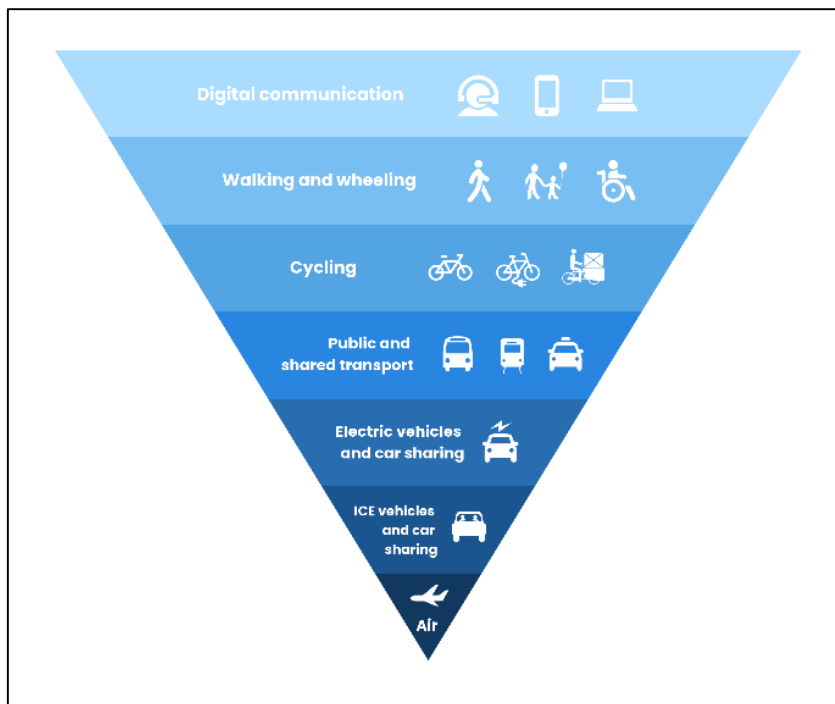 Digital communication
Walking and wheeling
Cycling
Public and
shared transport
Electric vehicles
and car sharing
ICE vehicles
and car
sharing
Air